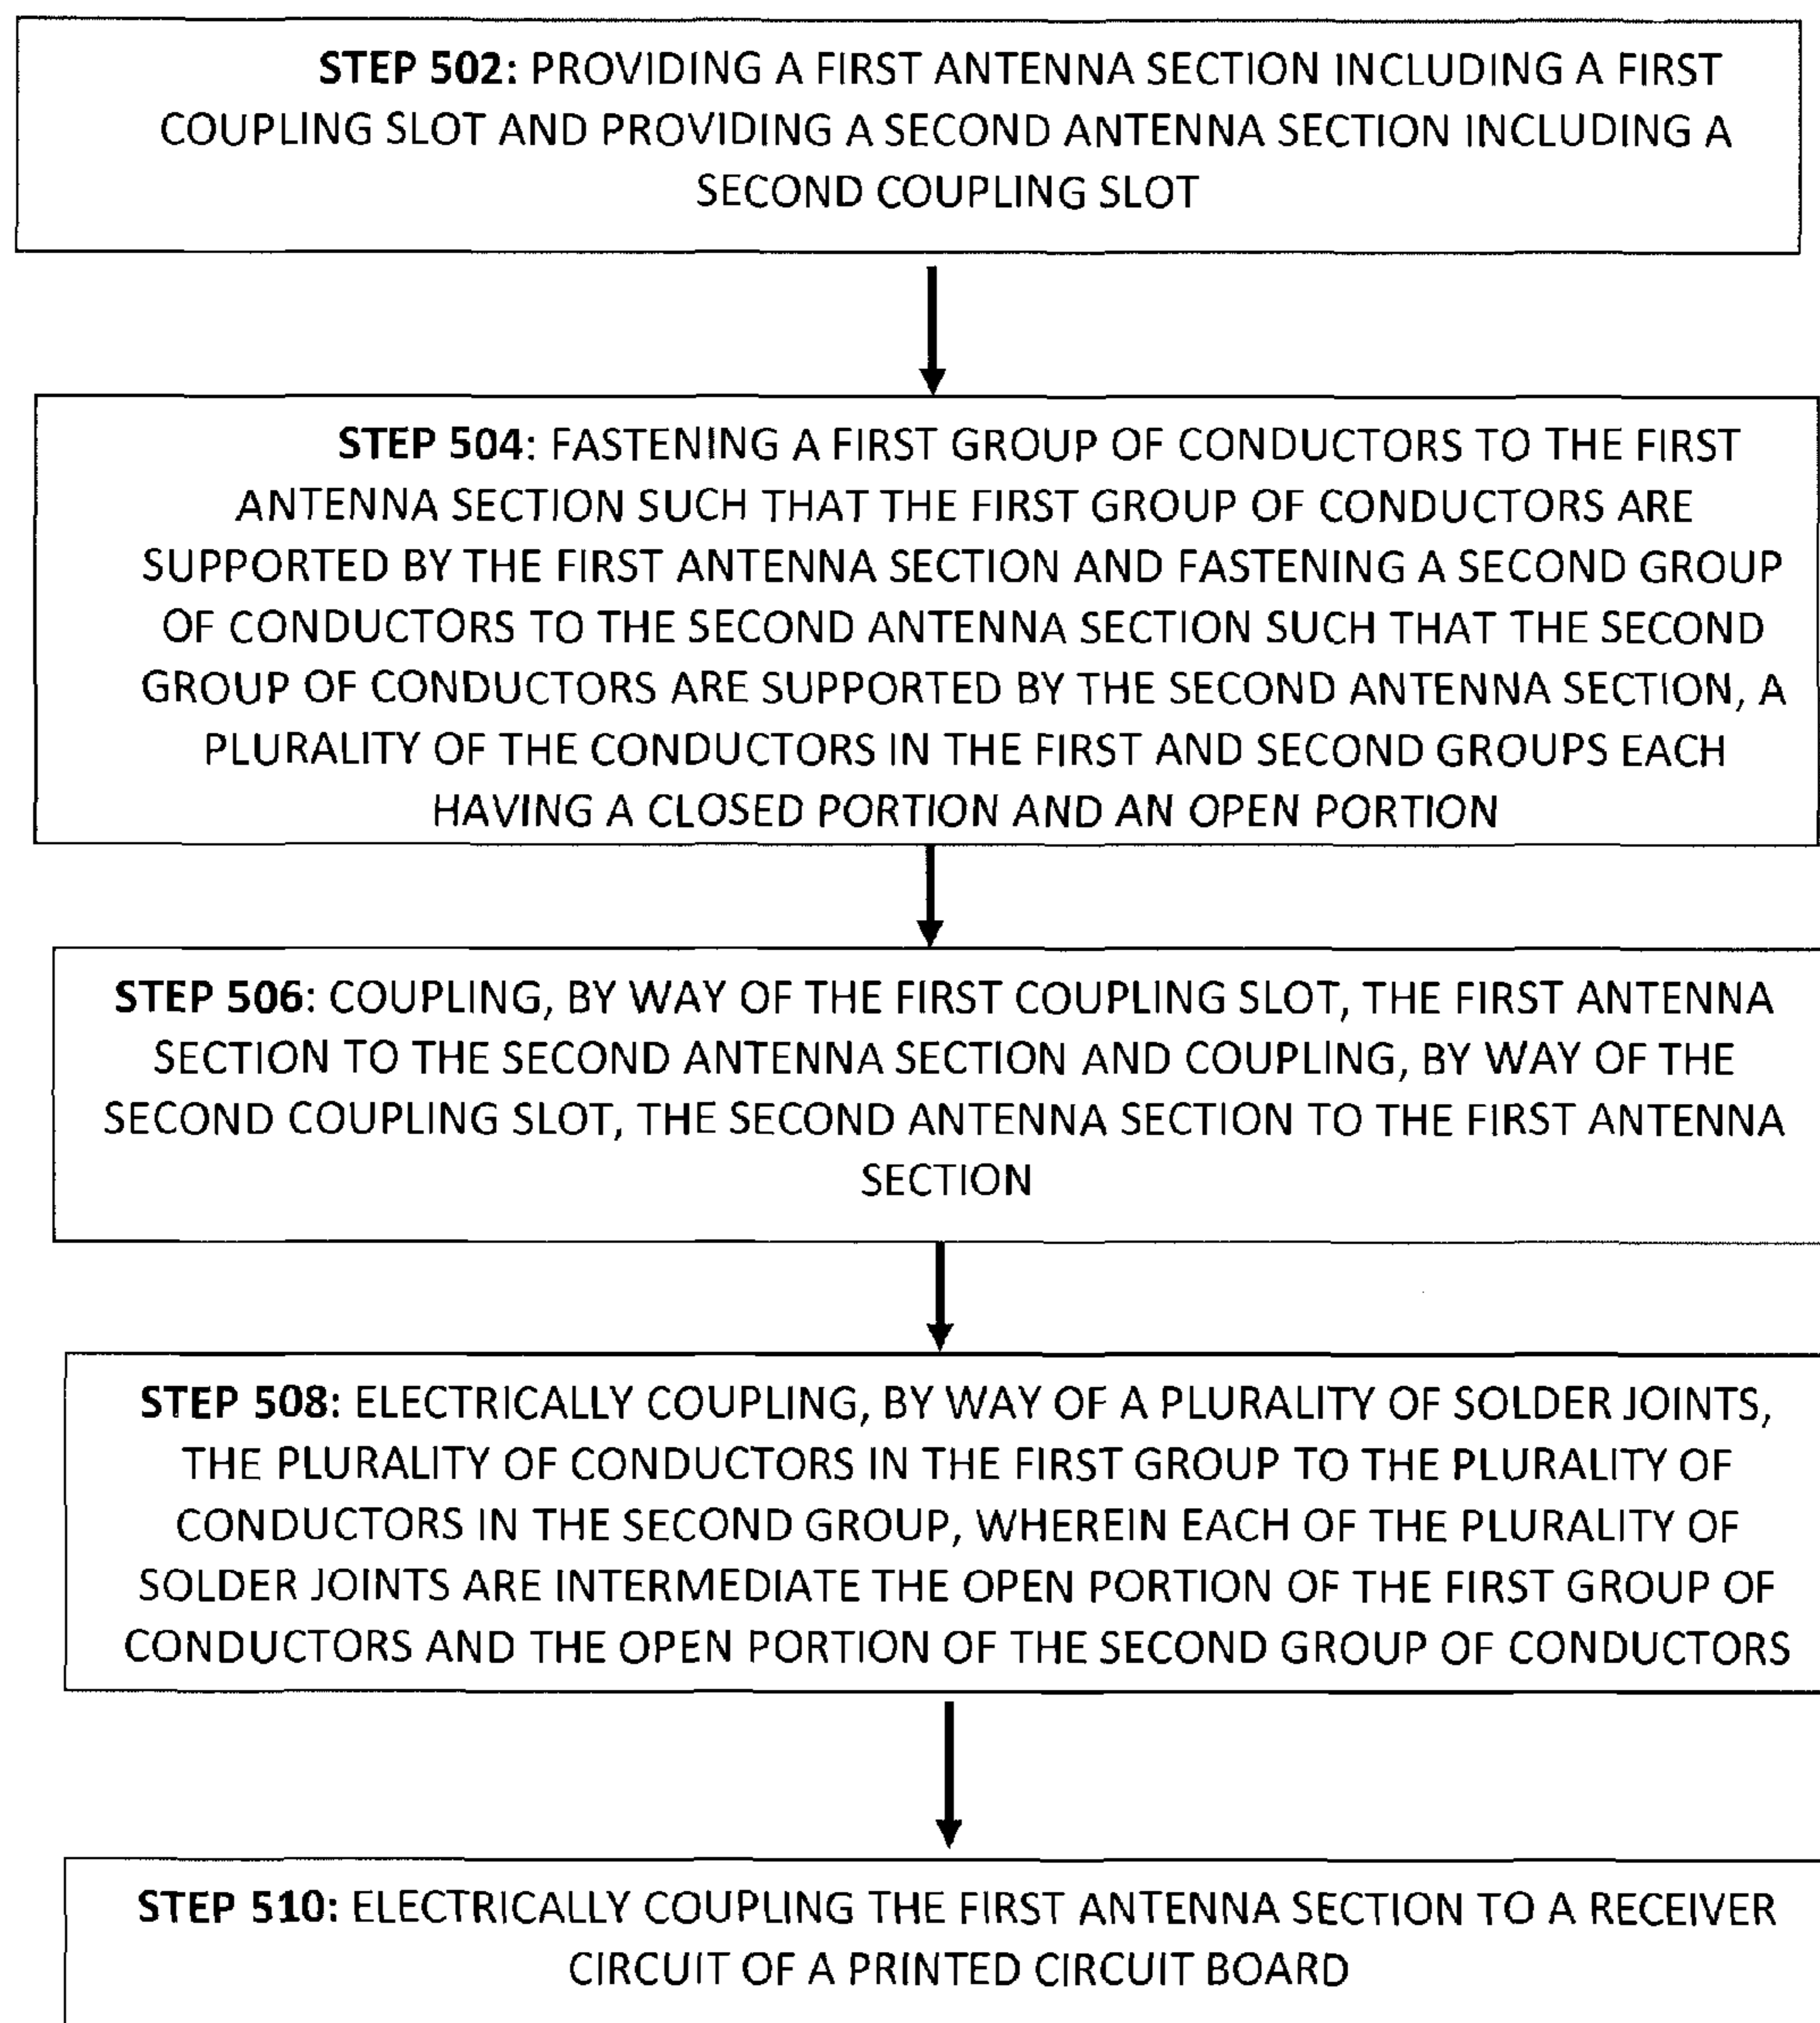 STEP 502: PROVIDING A FIRST ANTENNA SECTION INCLUDING A FIRST
COUPLING SLOT AND PROVIDING A SECOND ANTENNA SECTION INCLUDING A
SECOND COUPLING SLOT
STEP 504: FASTENING A FIRST GROUP OF CONDUCTORS TO THE FIRST
ANTENNA SECTION SUCH THAT THE FIRST GROUP OF CONDUCTORS ARE
SUPPORTED BY THE FIRST ANTENNA SECTION AND FASTENING A SECOND GROUP
OF CONDUCTORS TO THE SECOND ANTENNA SECTION SUCH THAT THE SECOND
GROUP OF CONDUCTORS ARE SUPPORTED BY THE SECOND ANTENNA SECTION, A
PLURALITY OF THE CONDUCTORS IN THE FIRST AND SECOND GROUPS EACH
HAVING A CLOSED PORTION AND AN OPEN PORTION
STEP 506: COUPLING, BY WAY OF THE FIRST COUPLING SLOT, THE FIRST ANTENNA
SECTION TO THE SECOND ANTENNA SECTION AND COUPLING, BY WAY OF THE
SECOND COUPLING SLOT, THE SECOND ANTENNA SECTION TO THE FIRST ANTENNA
SECTION
STEP 508: ELECTRICALLY COUPLING, BY WAY OF A PLURALITY OF SOLDER JOINTS,
THE PLURALITY OF CONDUCTORS IN THE FIRST GROUP TO THE PLURALITY OF
CONDUCTORS IN THE SECOND GROUP, WHEREIN EACH OF THE PLURALITY OF
SOLDER JOINTS ARE INTERMEDIATE THE OPEN PORTION OF THE FIRST GROUP OF
CONDUCTORS AND THE OPEN PORTION OF THE SECOND GROUP OF CONDUCTORS
STEP 510: ELECTRICALLY COUPLING THE FIRST ANTENNA SECTION TO A RECEIVER
CIRCUIT OF A PRINTED CIRCUIT BOARD